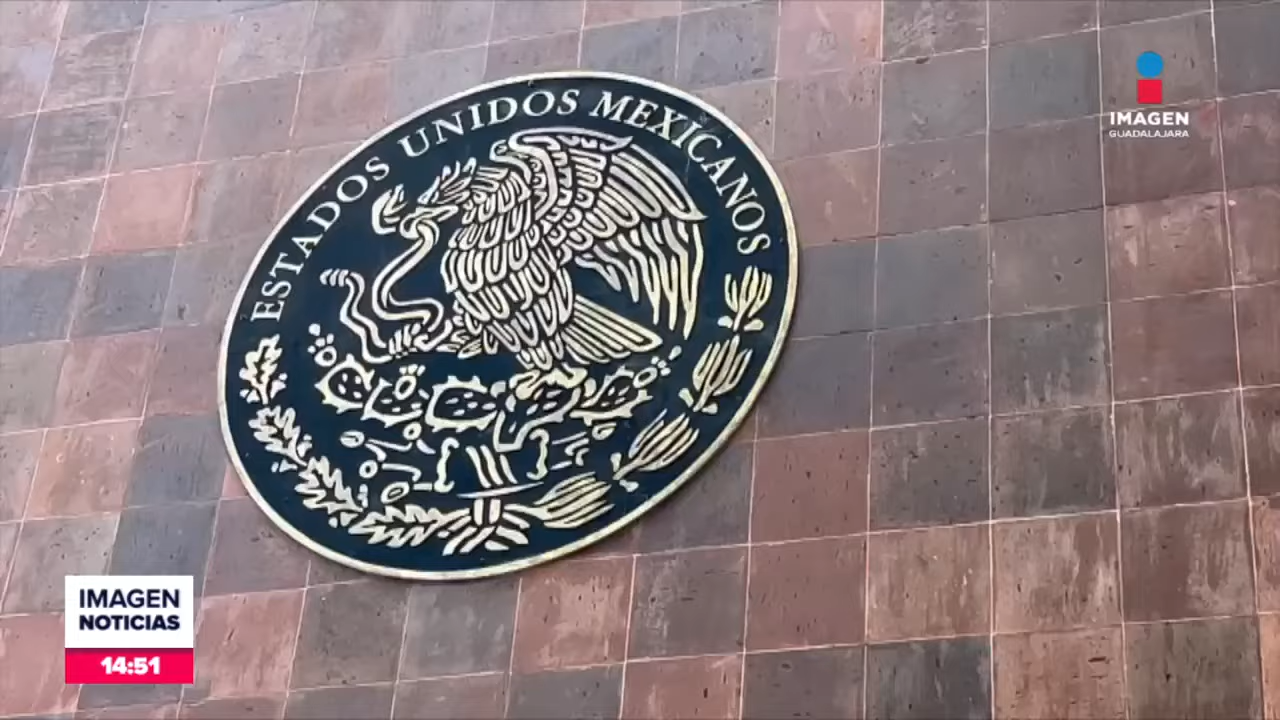 ESTADOS UNIDOS MEXICANOS
IMAGEN
GUADALAJARA
IMAGEN
NOTICIAS
14:51